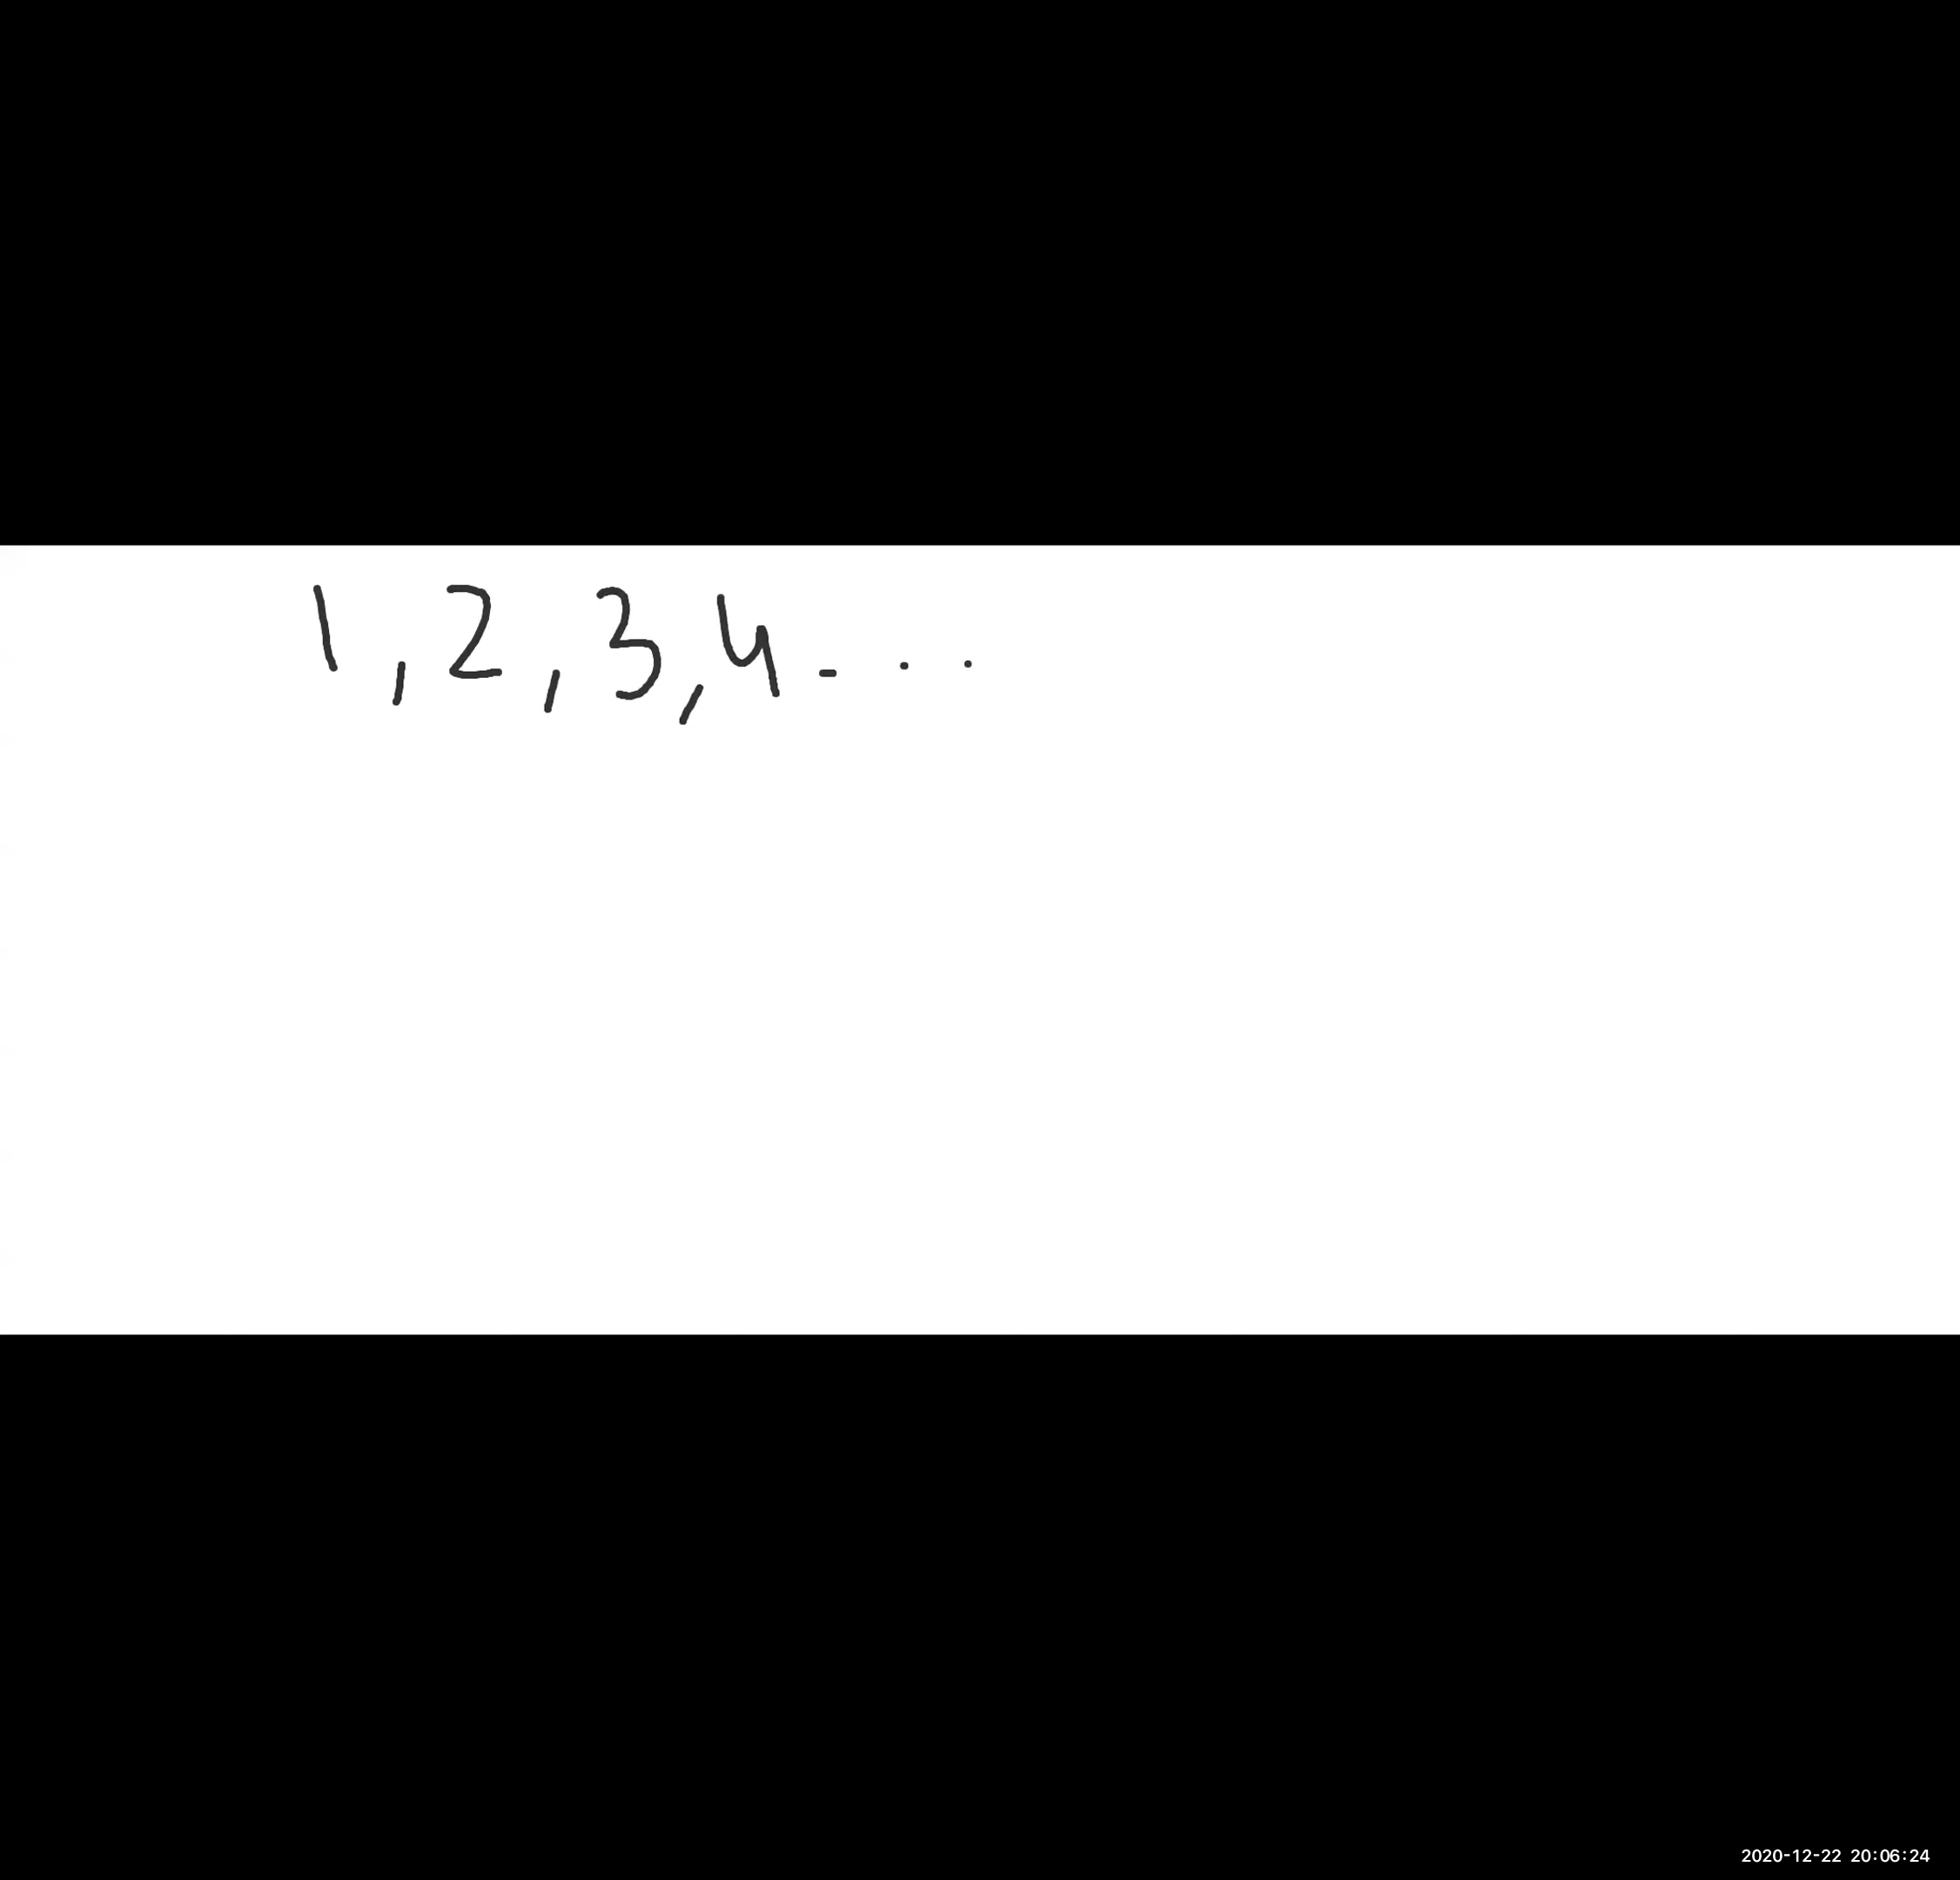 1, 2, 3, 4 . . .
2020-12-22 20:06:24